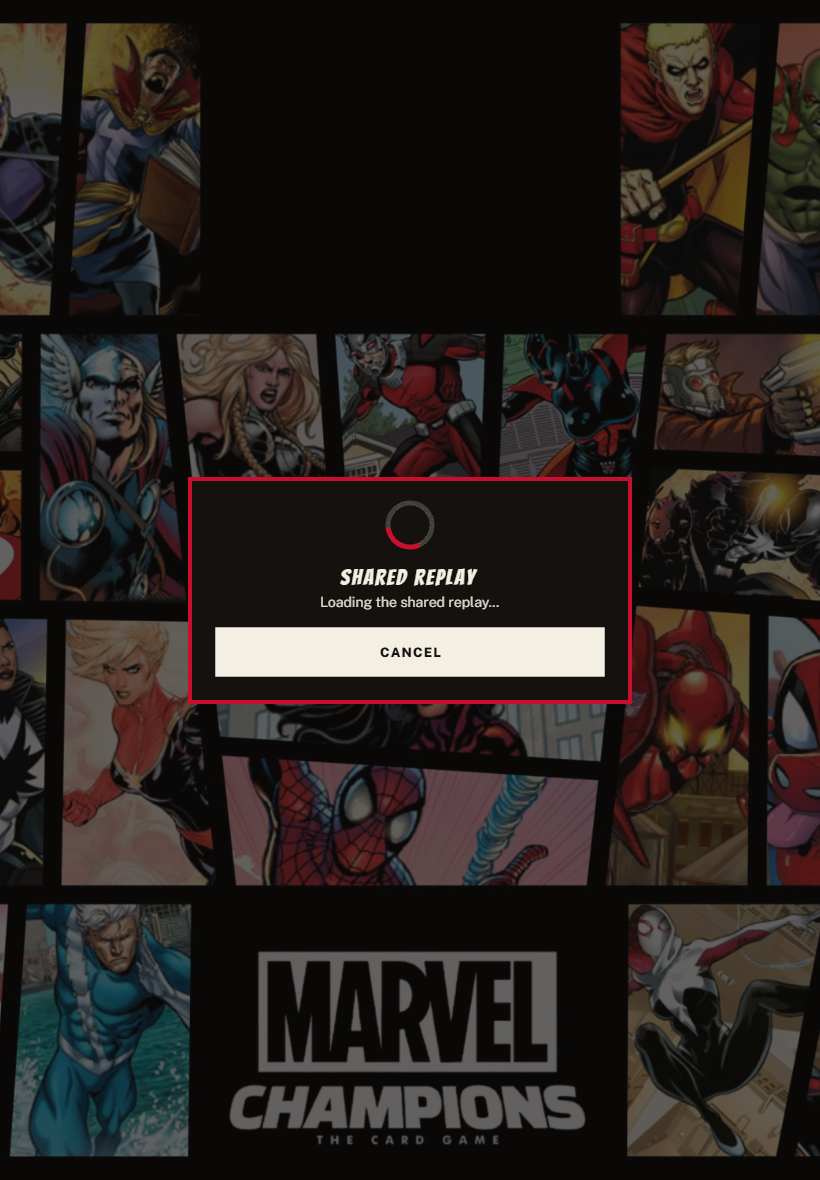 SHARED REPLAY
Loading the shared replay...
CANCEL
MARVEL
CHAMPIONS
THE CARD GAME